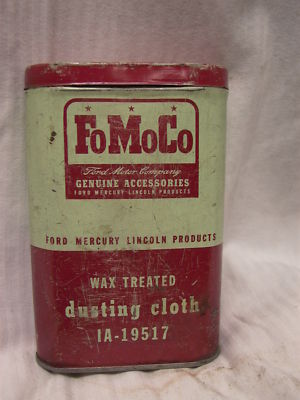 FoMoCo
Ford Motor Company
GENUINE ACCESSORIES
FORD MERCURY LINCOLN PRODUCTS
FORD MERCURY LINCOLN PRODUCTS
WAX TREATED
dusting cloth
IA-19517